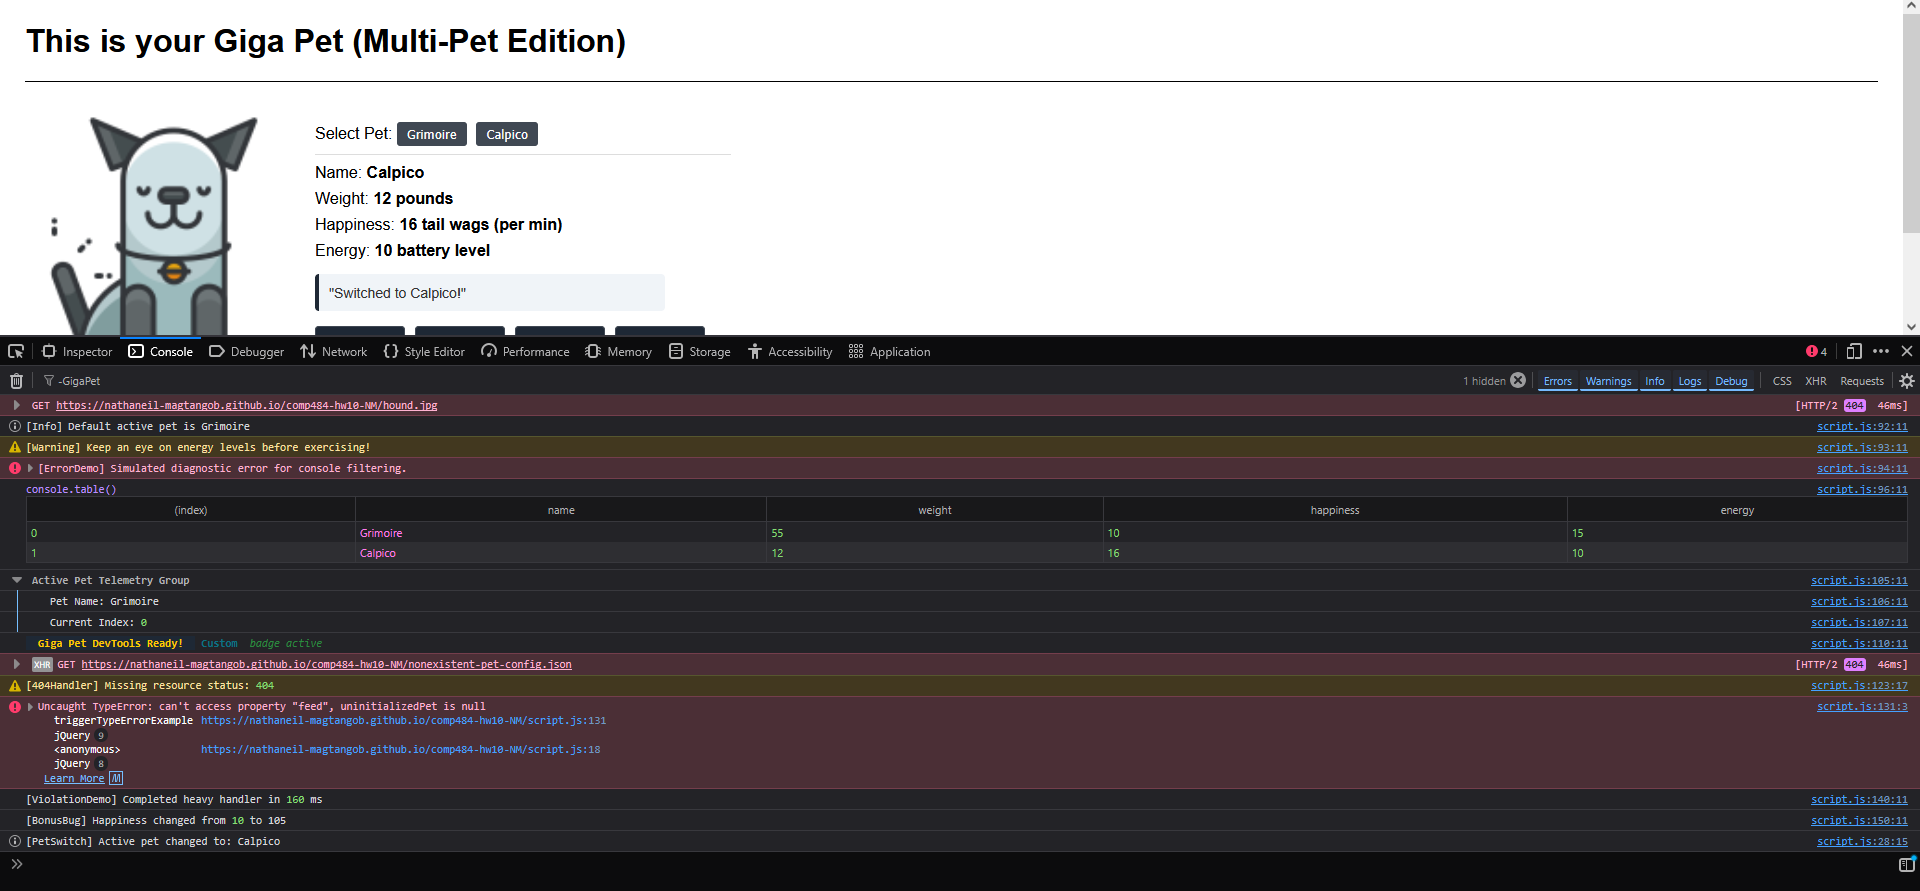 This is your Giga Pet (Multi-Pet Edition)
Select Pet: Grimoire Calpico
Name: Calpico
Weight: 12 pounds
Happiness: 16 tail wags (per min)
Energy: 10 battery level
"Switched to Calpico!"
Inspector Console Debugger Network Style Editor Performance Memory Storage Accessibility Application 4
-GigaPet 1 hidden Errors Warnings Info Logs Debug CSS XHR Requests
GET https://nathaneil-magtangob.github.io/comp484-hw10-NM/hound.jpg [HTTP/2 404 46ms]
[Info] Default active pet is Grimoire script.js:92:11
[Warning] Keep an eye on energy levels before exercising! script.js:93:11
[ErrorDemo] Simulated diagnostic error for console filtering. script.js:94:11
console.table() script.js:96:11
(index) name weight happiness energy
0 Grimoire 55 10 15
1 Calpico 12 16 10
Active Pet Telemetry Group script.js:105:11
Pet Name: Grimoire script.js:106:11
Current Index: 0 script.js:107:11
Giga Pet DevTools Ready! Custom badge active script.js:110:11
XHR GET https://nathaneil-magtangob.github.io/comp484-hw10-NM/nonexistent-pet-config.json [HTTP/2 404 46ms]
[404Handler] Missing resource status: 404 script.js:123:17
Uncaught TypeError: can't access property "feed", uninitializedPet is null script.js:131:3
triggerTypeErrorExample https://nathaneil-magtangob.github.io/comp484-hw10-NM/script.js:131
jQuery 9
<anonymous> https://nathaneil-magtangob.github.io/comp484-hw10-NM/script.js:18
jQuery 8
Learn More
[ViolationDemo] Completed heavy handler in 160 ms script.js:140:11
[BonusBug] Happiness changed from 10 to 105 script.js:150:11
[PetSwitch] Active pet changed to: Calpico script.js:28:15